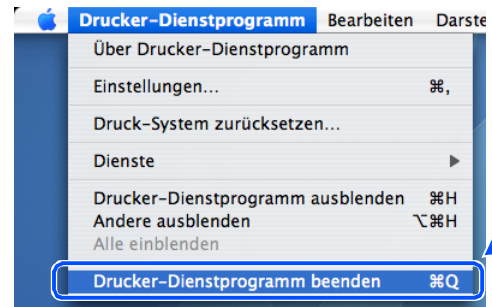 Drucker-Dienstprogramm Bearbeiten Darste
Über Drucker-Dienstprogramm
Einstellungen... ⌘,
Druck-System zurücksetzen...
Dienste ▶
Drucker-Dienstprogramm ausblenden ⌘H
Andere ausblenden ⌥⌘H
Alle einblenden
Drucker-Dienstprogramm beenden ⌘Q